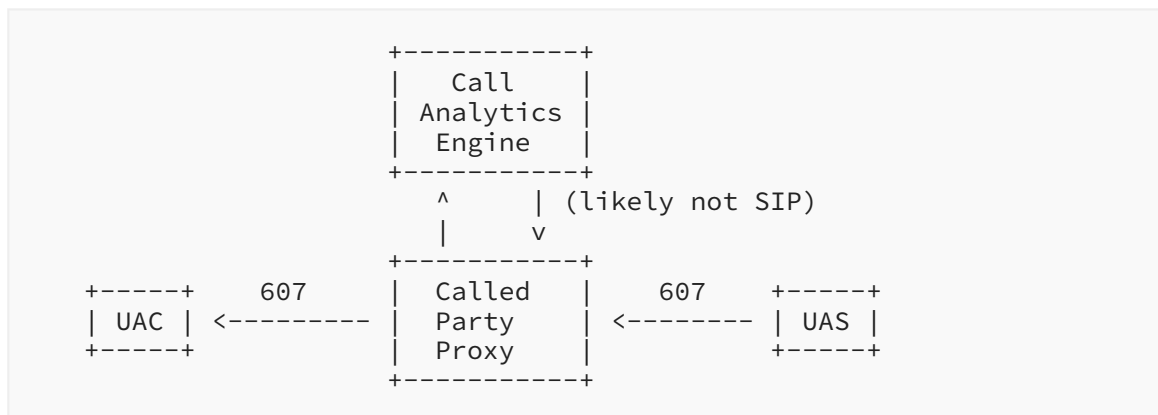 +-----------+
|   Call    |
| Analytics |
|  Engine   |
+-----------+
^     | (likely not SIP)
|     v
+-----------+
+-----+    607     |  Called   |    607    +-----+
| UAC | <--------- |  Party    | <-------- | UAS |
+-----+            |  Proxy    |           +-----+
+-----------+